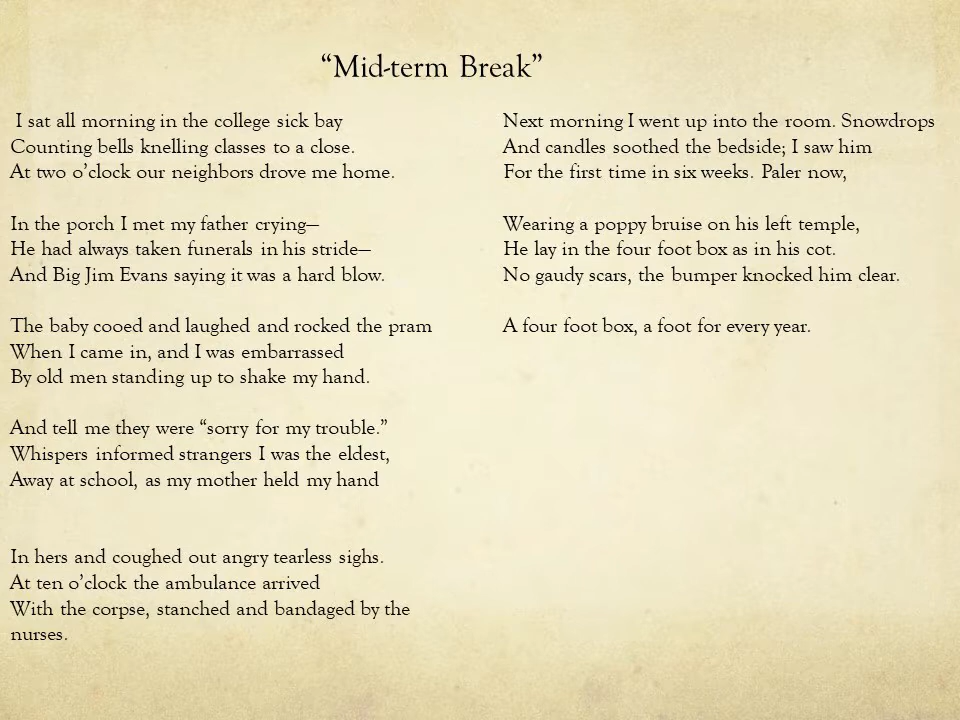 “Mid-term Break”
I sat all morning in the college sick bay
Counting bells knelling classes to a close.
At two o’clock our neighbors drove me home.
In the porch I met my father crying—
He had always taken funerals in his stride—
And Big Jim Evans saying it was a hard blow.
The baby cooed and laughed and rocked the pram
When I came in, and I was embarrassed
By old men standing up to shake my hand.
And tell me they were “sorry for my trouble.”
Whispers informed strangers I was the eldest,
Away at school, as my mother held my hand
In hers and coughed out angry tearless sighs.
At ten o’clock the ambulance arrived
With the corpse, stanched and bandaged by the
nurses.
Next morning I went up into the room. Snowdrops
And candles soothed the bedside; I saw him
For the first time in six weeks. Paler now,
Wearing a poppy bruise on his left temple,
He lay in the four foot box as in his cot.
No gaudy scars, the bumper knocked him clear.
A four foot box, a foot for every year.